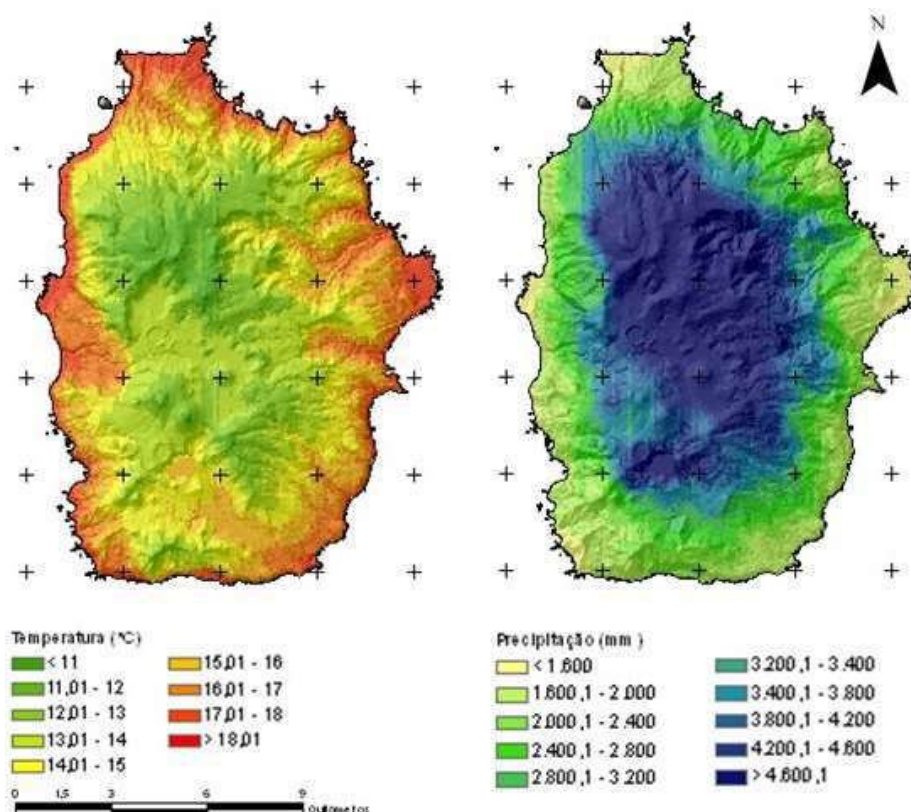 N
Temperatura (°C)
< 11
11,01 - 12
12,01 - 13
13,01 - 14
14,01 - 15
15,01 - 16
16,01 - 17
17,01 - 18
> 18,01
0 1,5 3 6 9
Quilómetros
Precipitação (mm )
< 1.600
1.600,1 - 2.000
2.000,1 - 2.400
2.400,1 - 2.800
2.800,1 - 3.200
3.200,1 - 3.400
3.400,1 - 3.800
3.800,1 - 4.200
4.200,1 - 4.600
> 4.600,1